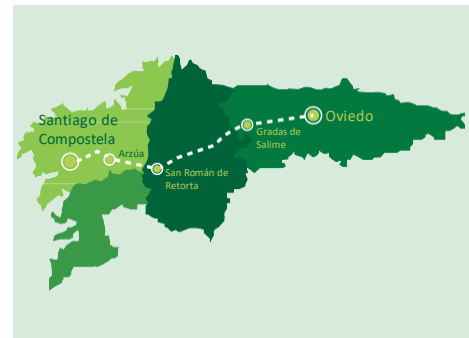 Santiago de
Compostela
Arzúa
San Román de
Retorta
Gradas de
Salime
Oviedo